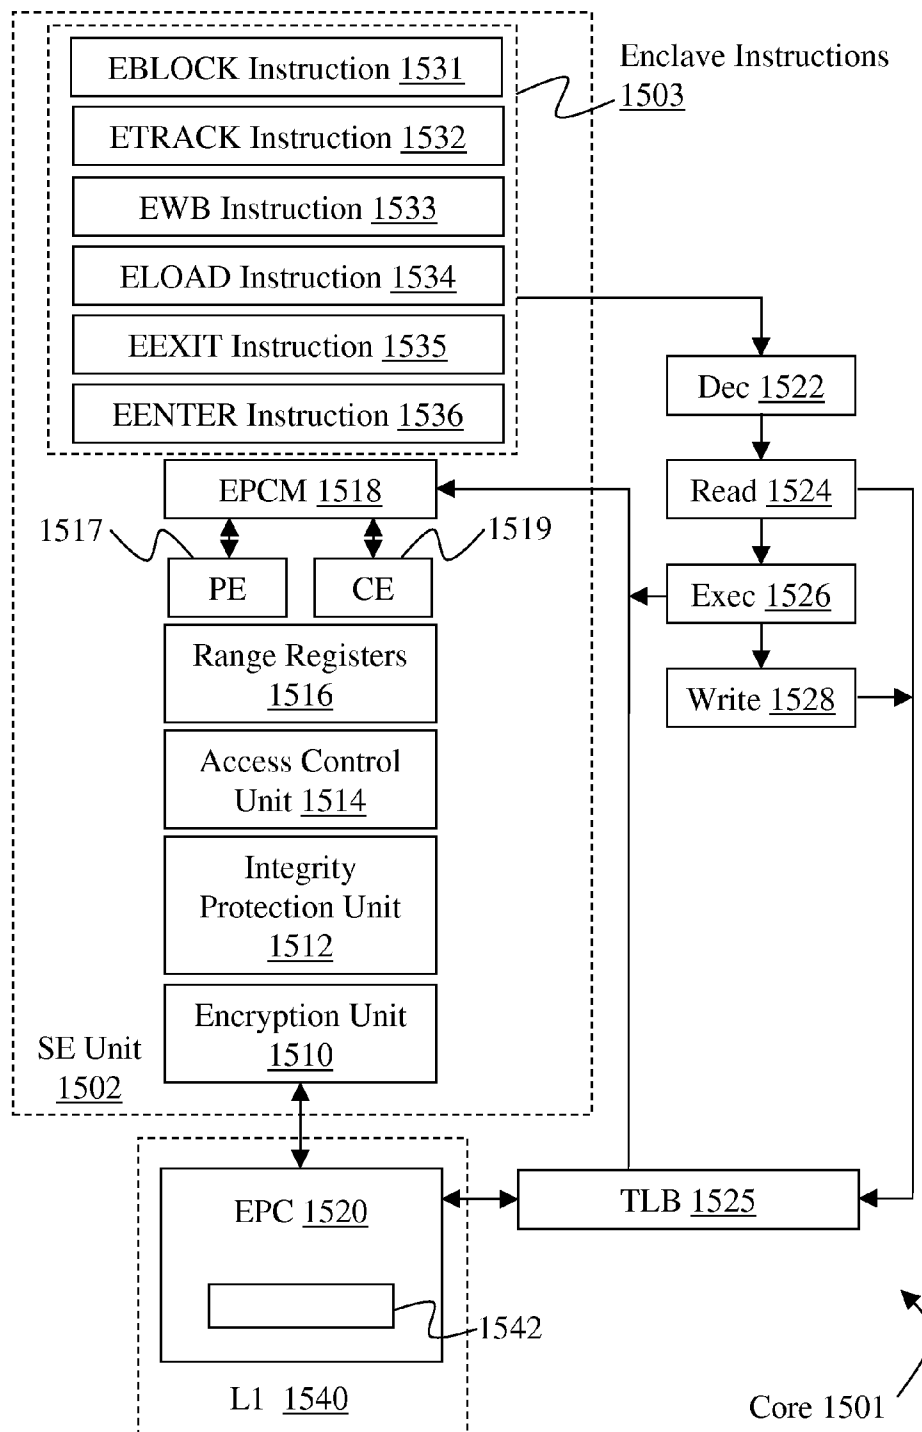 EBLOCK Instruction 1531
Enclave Instructions
1503
ETRACK Instruction 1532
EWB Instruction 1533
ELOAD Instruction 1534
EEXIT Instruction 1535
EENTER Instruction 1536
Dec 1522
Read 1524
Exec 1526
Write 1528
EPCM 1518
1517
1519
PE
CE
Range Registers
1516
Access Control
Unit 1514
Integrity
Protection Unit
1512
Encryption Unit
1510
SE Unit
1502
EPC 1520
TLB 1525
1542
L1 1540
Core 1501